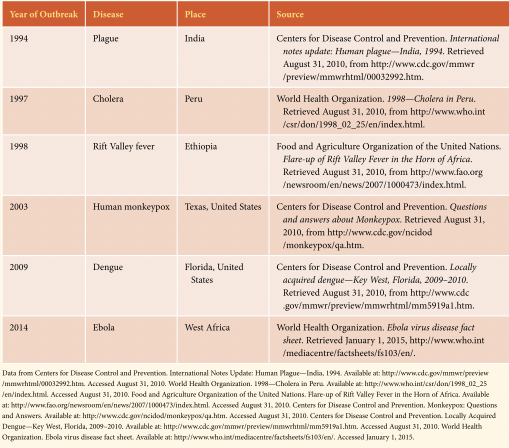 Year of Outbreak Disease Place Source
1994 Plague India Centers for Disease Control and Prevention. International
notes update: Human plague—India, 1994. Retrieved
August 31, 2010, from http://www.cdc.gov/mmwr
/preview/mmwrhtml/00032992.htm.
1997 Cholera Peru World Health Organization. 1998—Cholera in Peru.
Retrieved August 31, 2010, from http://www.who.int
/csr/don/1998_02_25/en/index.html.
1998 Rift Valley fever Ethiopia Food and Agriculture Organization of the United Nations.
Flare-up of Rift Valley Fever in the Horn of Africa.
Retrieved August 31, 2010, from http://www.fao.org
/newsroom/en/news/2007/1000473/index.html.
2003 Human monkeypox Texas, United States Centers for Disease Control and Prevention. Questions
and answers about Monkeypox. Retrieved August 31,
2010, from http://www.cdc.gov/ncidod
/monkeypox/qa.htm.
2009 Dengue Florida, United Centers for Disease Control and Prevention. Locally
States acquired dengue—Key West, Florida, 2009–2010.
Retrieved August 31, 2010, from http://www.cdc
.gov/mmwr/preview/mmwrhtml/mm5919a1.htm.
2014 Ebola West Africa World Health Organization. Ebola virus disease fact
sheet. Retrieved January 1, 2015, http://www.who.int
/mediacentre/factsheets/fs103/en/.
Data from Centers for Disease Control and Prevention. International Notes Update: Human Plague—India, 1994. Available at: http://www.cdc.gov/mmwr/preview
/mmwrhtml/00032992.htm. Accessed August 31, 2010. World Health Organization. 1998—Cholera in Peru. Available at: http://www.who.int/csr/don/1998_02_25
/en/index.html. Accessed August 31, 2010. Food and Agriculture Organization of the United Nations. Flare-up of Rift Valley Fever in the Horn of Africa. Available
at: http://www.fao.org/newsroom/en/news/2007/1000473/index.html. Accessed August 31, 2010. Centers for Disease Control and Prevention. Monkeypox: Questions
and Answers. Available at: http://www.cdc.gov/ncidod/monkeypox/qa.htm. Accessed August 31, 2010. Centers for Disease Control and Prevention. Locally Acquired
Dengue—Key West, Florida, 2009–2010. Available at: http://www.cdc.gov/mmwr/preview/mmwrhtml/mm5919a1.htm. Accessed August 31, 2010. World Health
Organization. Ebola virus disease fact sheet. Available at: http://www.who.int/mediacentre/factsheets/fs103/en/. Accessed January 1, 2015.